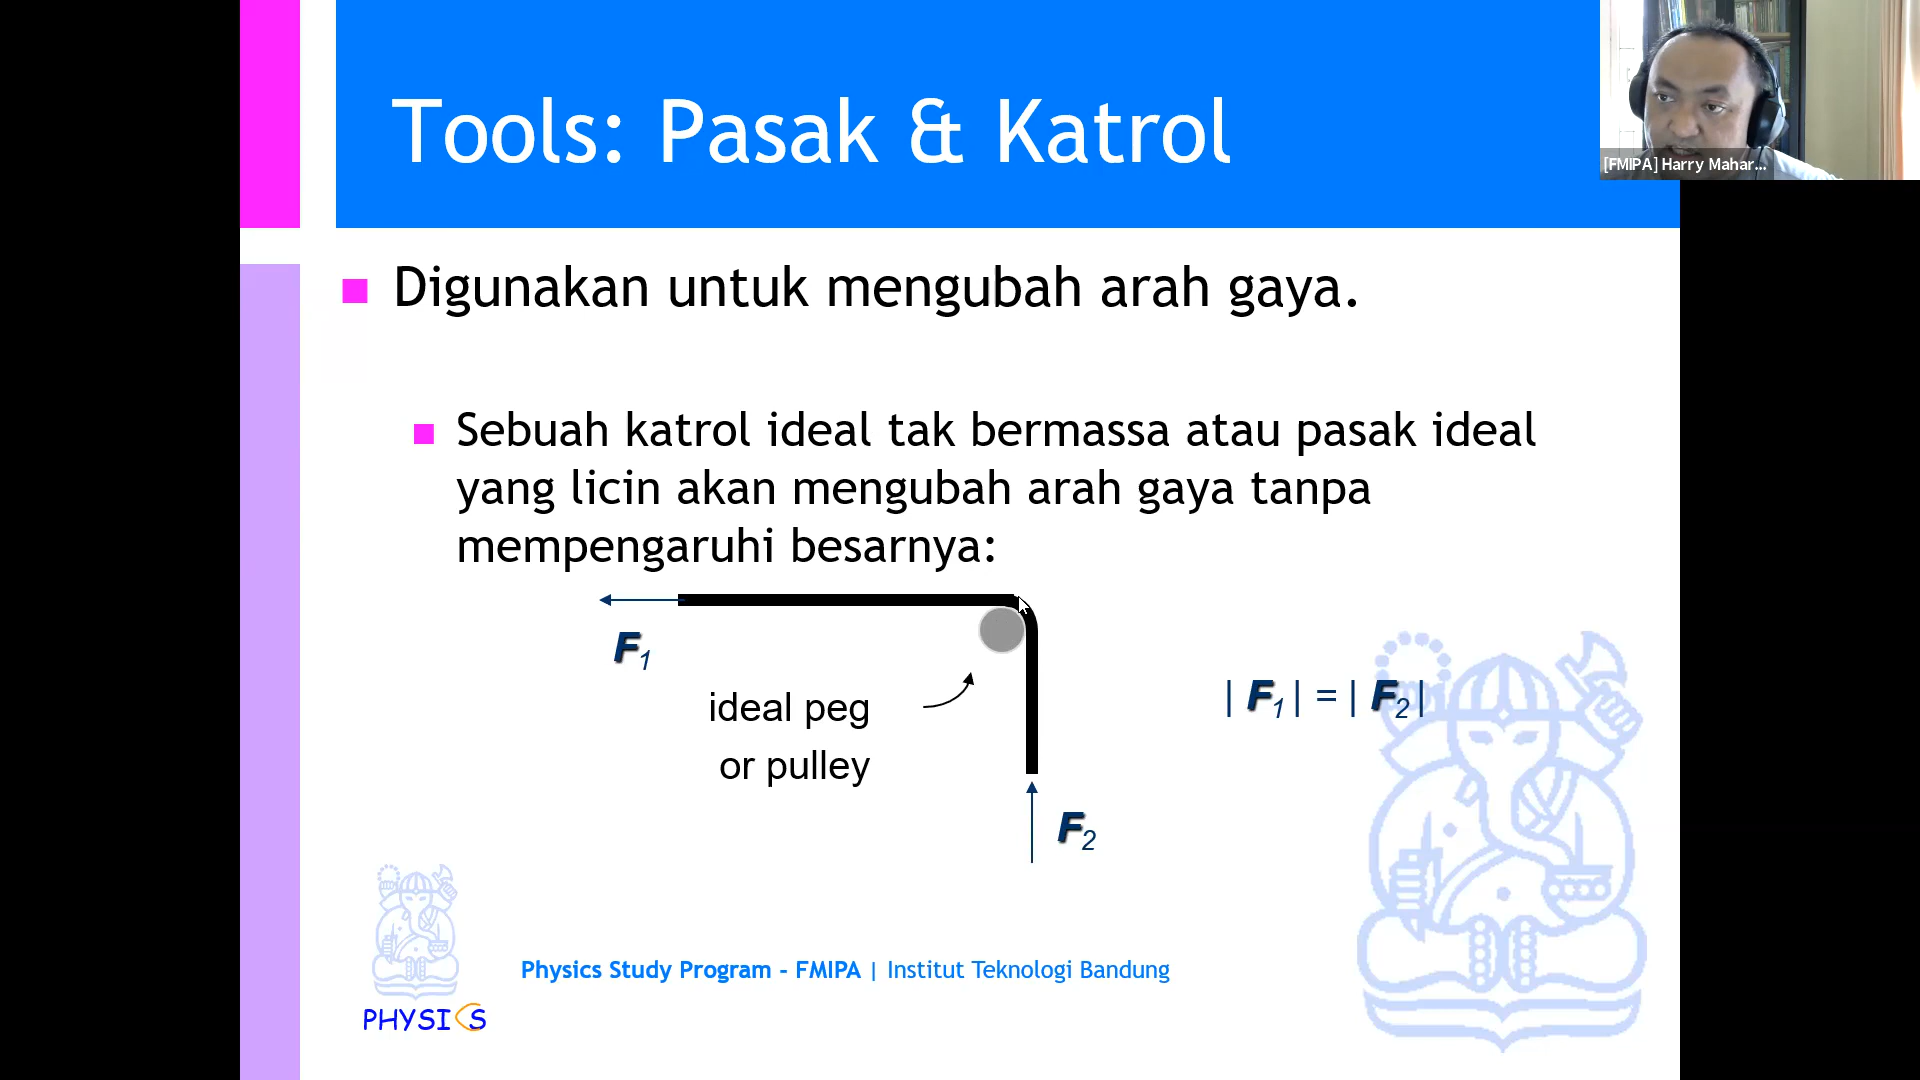 Tools: Pasak & Katrol
[FMIPA] Harry Mahar...
Digunakan untuk mengubah arah gaya.
Sebuah katrol ideal tak bermassa atau pasak ideal
yang licin akan mengubah arah gaya tanpa
mempengaruhi besarnya:
F1
ideal peg
or pulley
| F1 | = | F2 |
F2
Physics Study Program - FMIPA | Institut Teknologi Bandung
PHYSICS